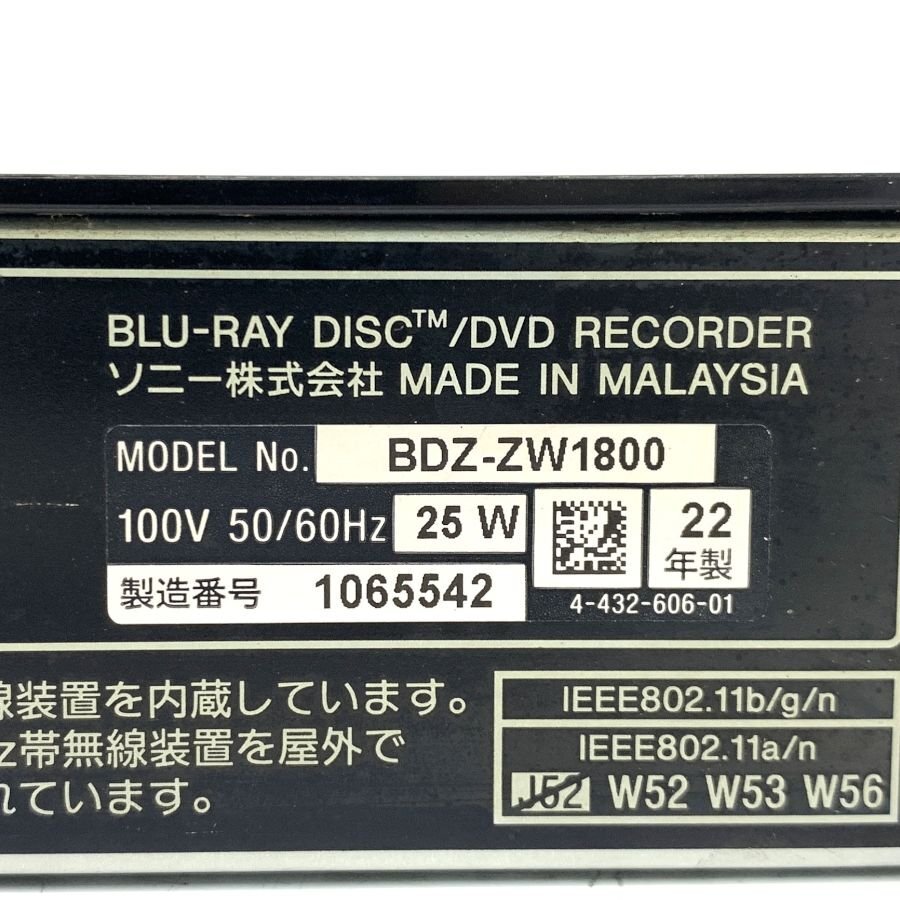 BLU-RAY DISC™/DVD RECORDER
ソニー株式会社 MADE IN MALAYSIA
MODEL No. BDZ-ZW1800
100V 50/60Hz 25 W
22
年製
製造番号 1065542
4-432-606-01
線装置を内蔵しています。
z帯無線装置を屋外で
れています。
IEEE802.11b/g/n
IEEE802.11a/n
J52 W52 W53 W56